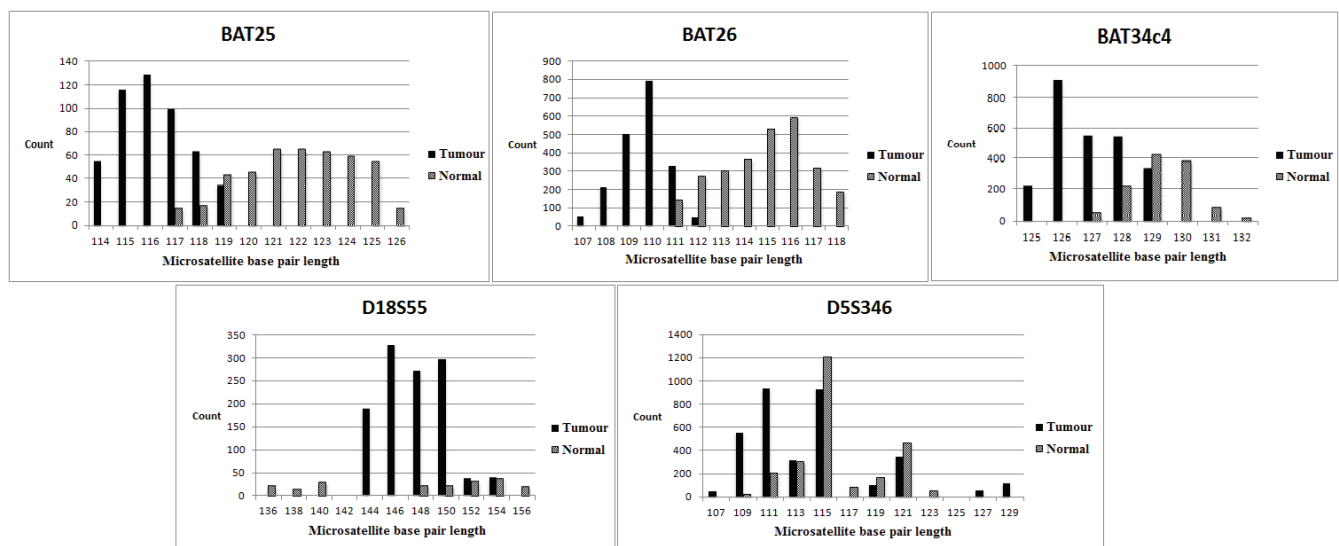 BAT25
140
120
100
80
60
40
20
0
Count
114 115 116 117 118 119 120 121 122 123 124 125 126
Microsatellite base pair length
Tumour
Normal
BAT26
900
800
700
600
500
400
300
200
100
0
Count
107 108 109 110 111 112 113 114 115 116 117 118
Microsatellite base pair length
Tumour
Normal
BAT34c4
1000
800
600
400
200
0
Count
125 126 127 128 129 130 131 132
Microsatellite base pair length
Tumour
Normal
D18S55
350
300
250
200
150
100
50
0
Count
136 138 140 142 144 146 148 150 152 154 156
Microsatellite base pair length
Tumour
Normal
D5S346
1400
1200
1000
800
600
400
200
0
Count
107 109 111 113 115 117 119 121 123 125 127 129
Microsatellite base pair length
Tumour
Normal